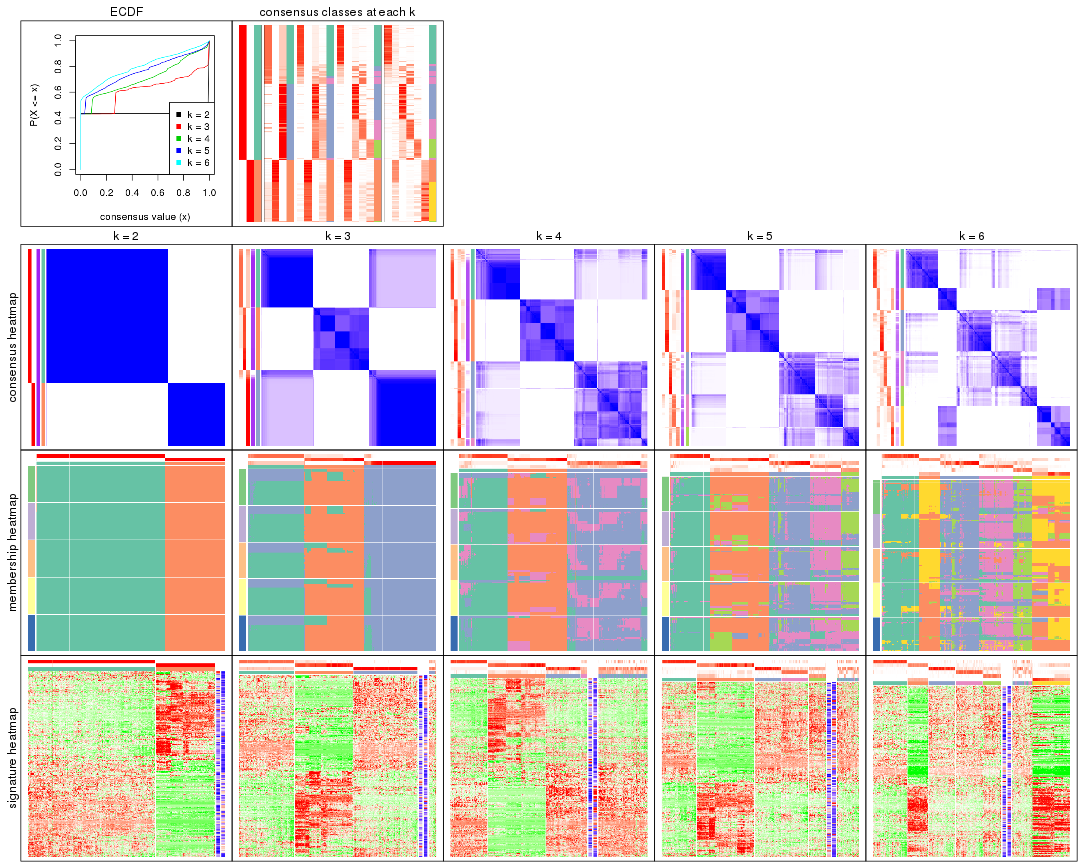 ECDF
consensus classes at each k
P(X <= x)
0.0 0.2 0.4 0.6 0.8 1.0
k = 2
k = 3
k = 4
k = 5
k = 6
0.0 0.2 0.4 0.6 0.8 1.0
consensus value (x)
k = 2
k = 3
k = 4
k = 5
k = 6
consensus heatmap
membership heatmap
signature heatmap